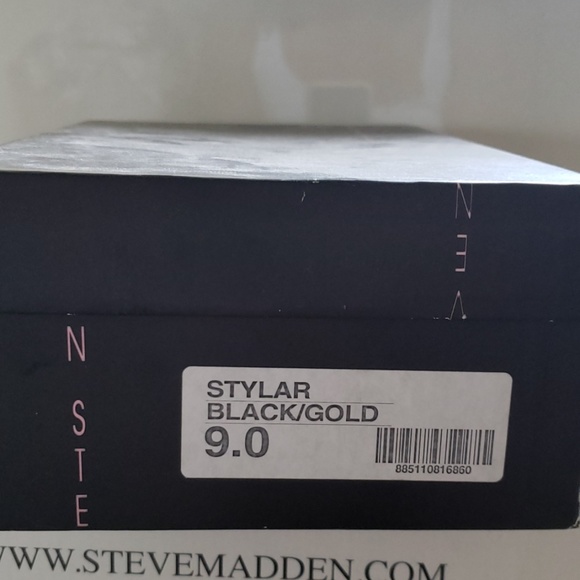 N
E
V
N
S
T
E
STYLAR
BLACK/GOLD
9.0
885110816860
WWW.STEVEMADDEN.COM